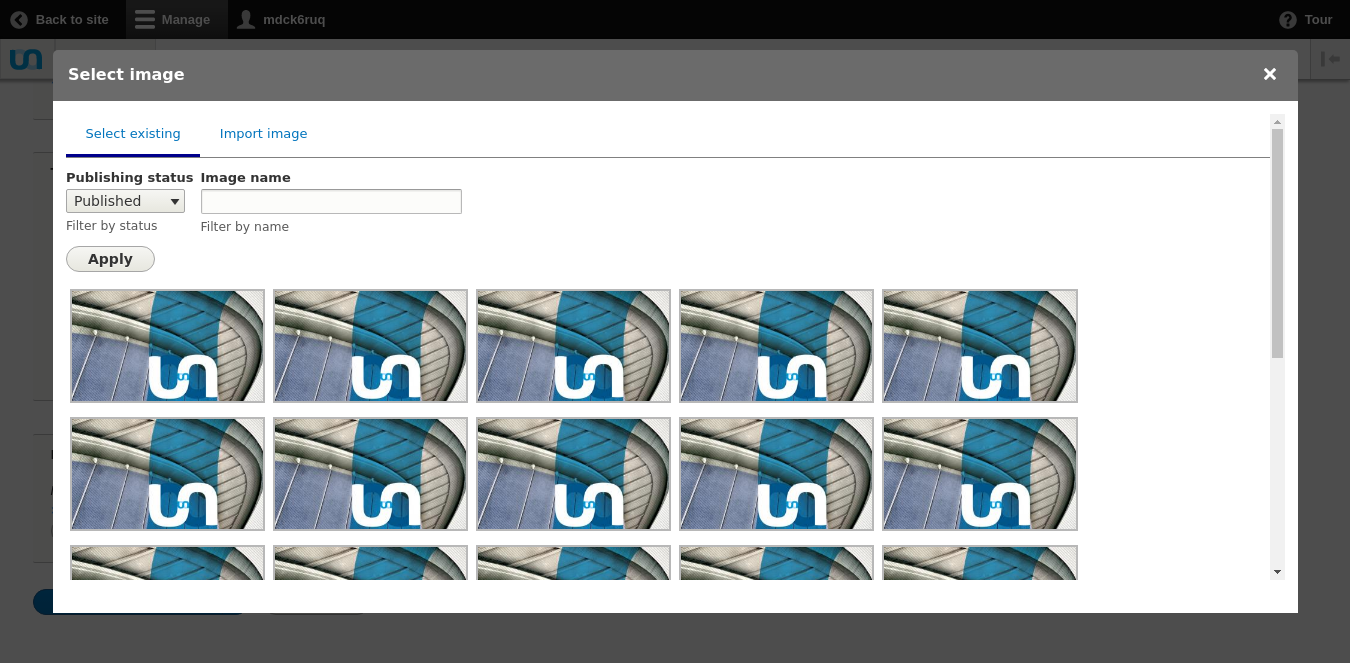 Back to site
Manage
mdck6ruq
Tour
Select image
Select existing
Import image
Publishing status
Image name
Published
Filter by status
Filter by name
Apply